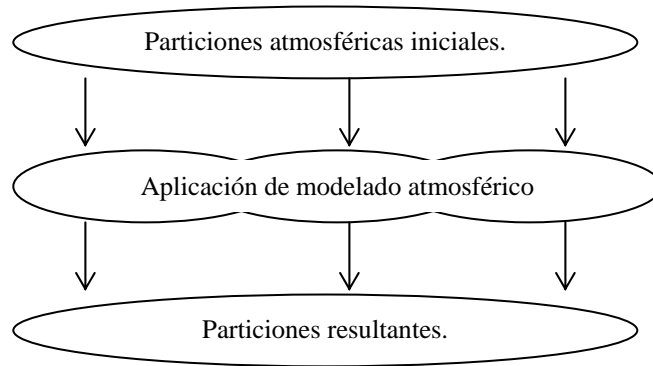 Particiones atmosféricas iniciales.
Aplicación de modelado atmosférico
Particiones resultantes.